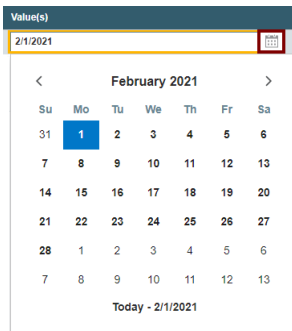 Value(s)
2/1/2021
< February 2021 >
Su Mo Tu We Th Fr Sa
31 1 2 3 4 5 6
7 8 9 10 11 12 13
14 15 16 17 18 19 20
21 22 23 24 25 26 27
28 1 2 3 4 5 6
7 8 9 10 11 12 13
Today - 2/1/2021